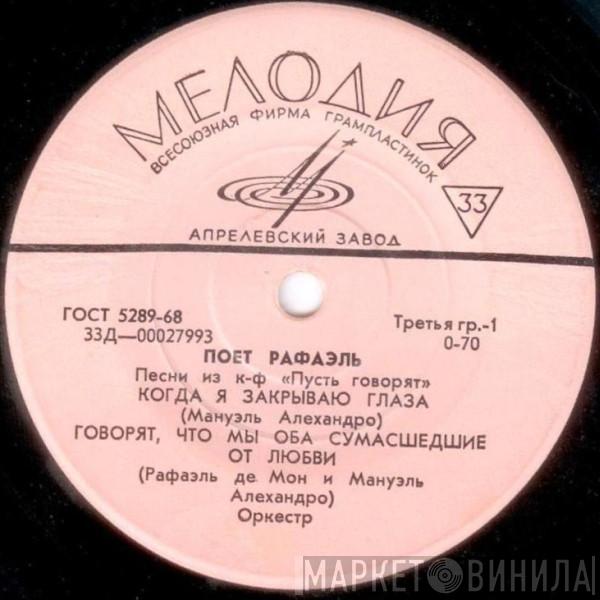 МЕЛОДИЯ
ВСЕСОЮЗНАЯ ФИРМА ГРАМПЛАСТИНОК
33
АПРЕЛЕВСКИЙ ЗАВОД
ГОСТ 5289-68
33Д—00027993
Третья гр.-1
0-70
ПОЕТ РАФАЭЛЬ
Песни из к-ф «Пусть говорят»
КОГДА Я ЗАКРЫВАЮ ГЛАЗА
(Мануэль Алехандро)
ГОВОРЯТ, ЧТО МЫ ОБА СУМАСШЕДШИЕ
ОТ ЛЮБВИ
(Рафаэль де Мон и Мануэль
Алехандро)
Оркестр
МАРКЕТ ВИНИЛА